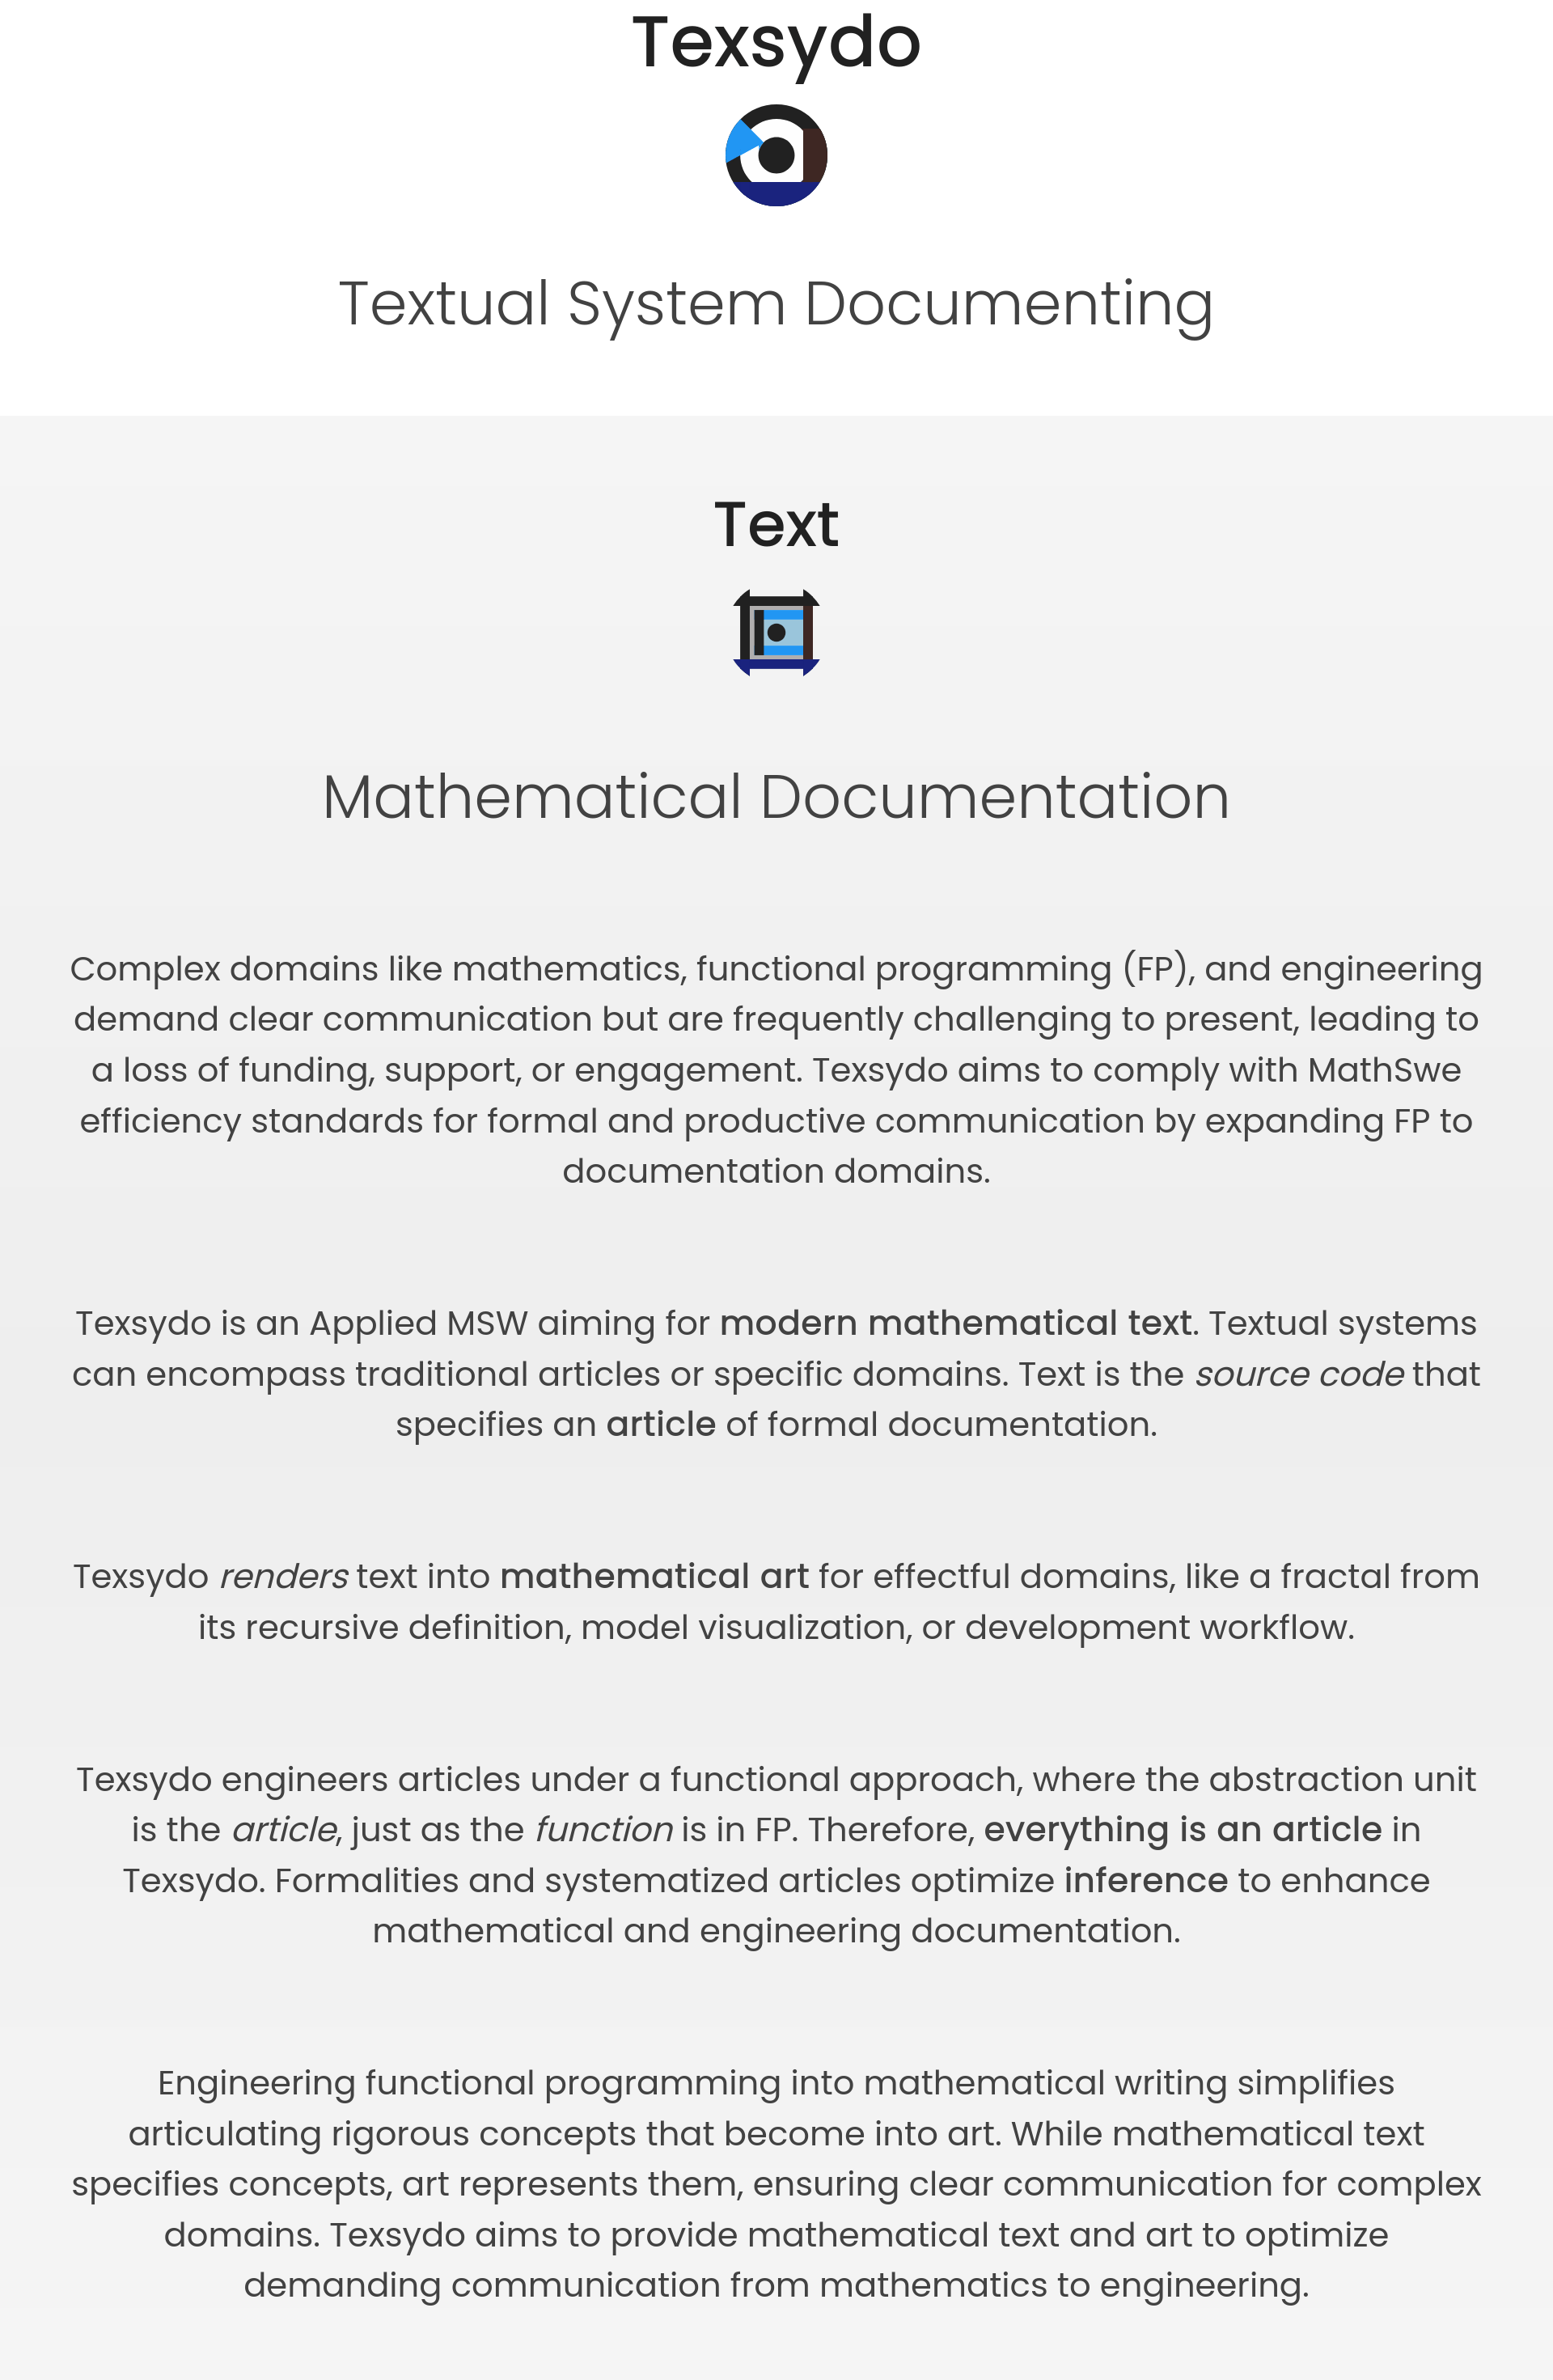 Texsydo
Textual System Documenting
Text
Mathematical Documentation
Complex domains like mathematics, functional programming (FP), and engineering
demand clear communication but are frequently challenging to present, leading to
a loss of funding, support, or engagement. Texsydo aims to comply with MathSwe
efficiency standards for formal and productive communication by expanding FP to
documentation domains.
Texsydo is an Applied MSW aiming for modern mathematical text. Textual systems
can encompass traditional articles or specific domains. Text is the source code that
specifies an article of formal documentation.
Texsydo renders text into mathematical art for effectful domains, like a fractal from
its recursive definition, model visualization, or development workflow.
Texsydo engineers articles under a functional approach, where the abstraction unit
is the article, just as the function is in FP. Therefore, everything is an article in
Texsydo. Formalities and systematized articles optimize inference to enhance
mathematical and engineering documentation.
Engineering functional programming into mathematical writing simplifies
articulating rigorous concepts that become into art. While mathematical text
specifies concepts, art represents them, ensuring clear communication for complex
domains. Texsydo aims to provide mathematical text and art to optimize
demanding communication from mathematics to engineering.